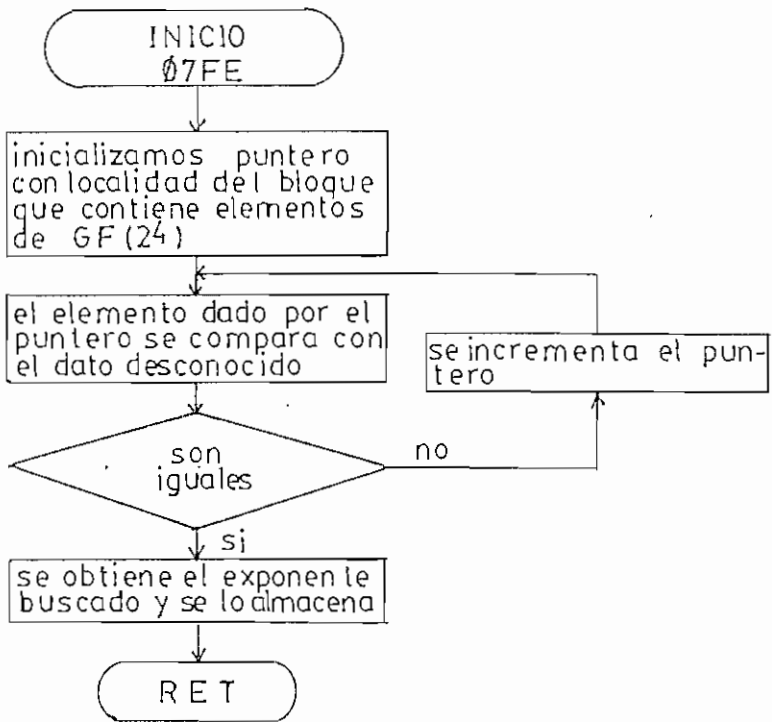 INICIO
Ø7FE
inicializamos puntero
con localidad del bloque
que contiene elementos
de GF(24)
el elemento dado por el
puntero se compara con
el dato desconocido
se incrementa el pun-
tero
son
iguales
no
si
se obtiene el exponente
buscado y se lo almacena
RET